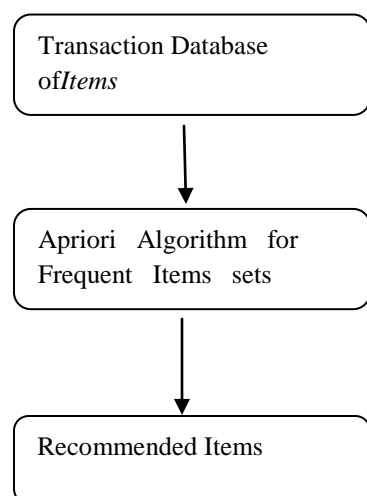 Transaction Database
ofItems
Apriori Algorithm for
Frequent Items sets
Recommended Items